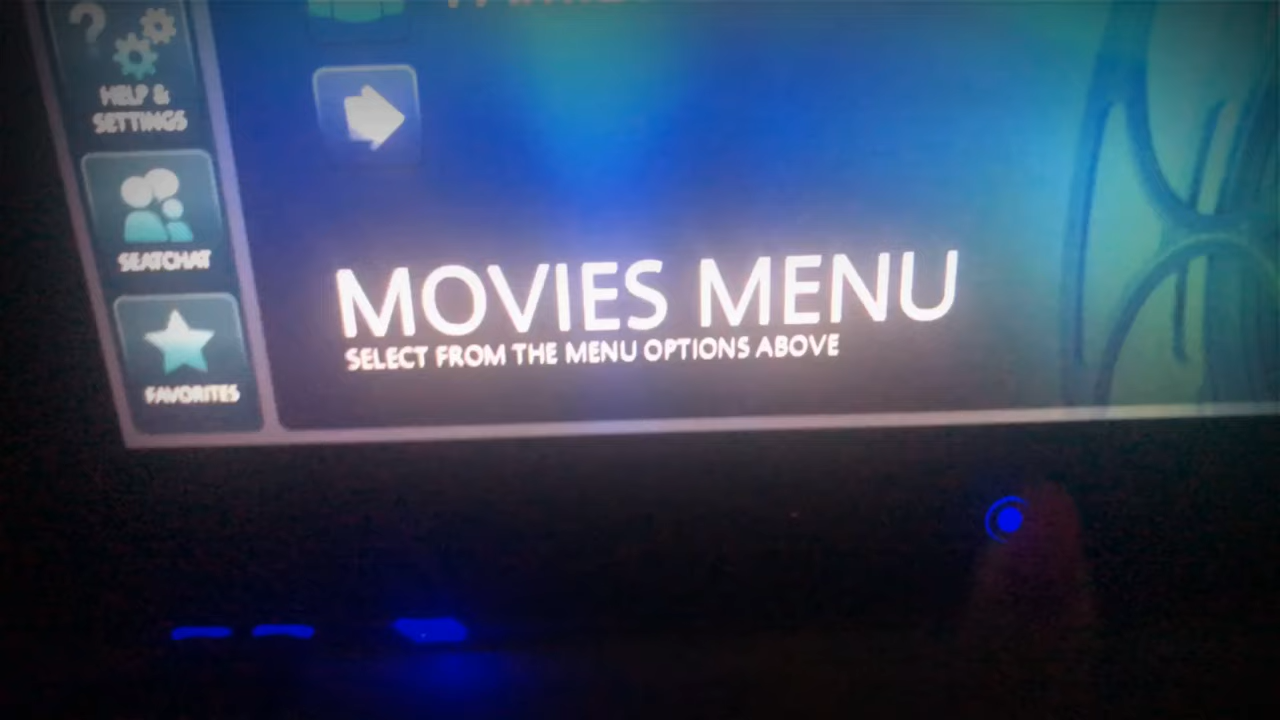 ?
HELP &
SETTINGS
SEATCHAT
FAVORITES
MOVIES MENU
SELECT FROM THE MENU OPTIONS ABOVE